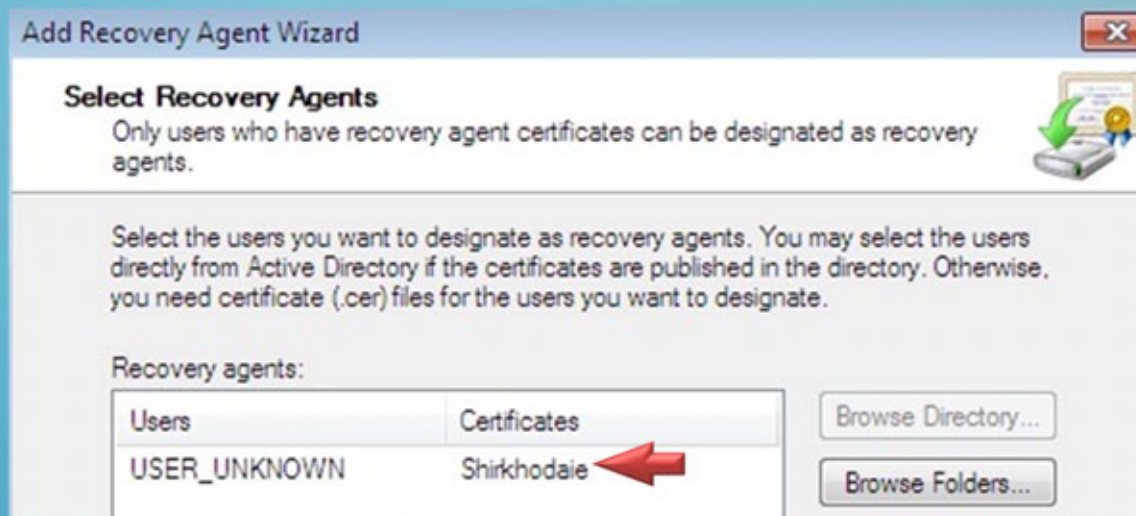 Add Recovery Agent Wizard
Select Recovery Agents
Only users who have recovery agent certificates can be designated as recovery
agents.
Select the users you want to designate as recovery agents. You may select the users
directly from Active Directory if the certificates are published in the directory. Otherwise,
you need certificate (.cer) files for the users you want to designate.
Recovery agents:
Users Certificates Browse Directory...
USER_UNKNOWN Shirkhodaie Browse Folders...